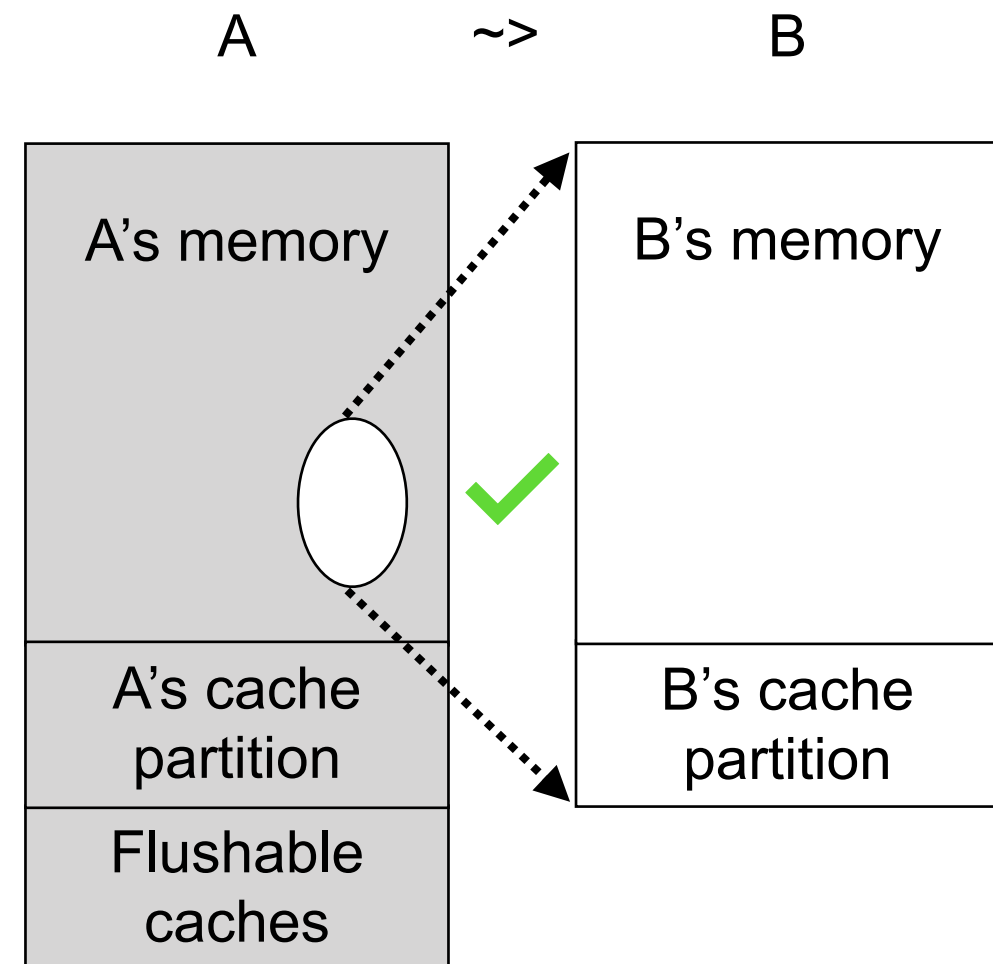 A ~> B
A’s memory
B’s memory
A’s cache
partition
B’s cache
partition
Flushable
caches